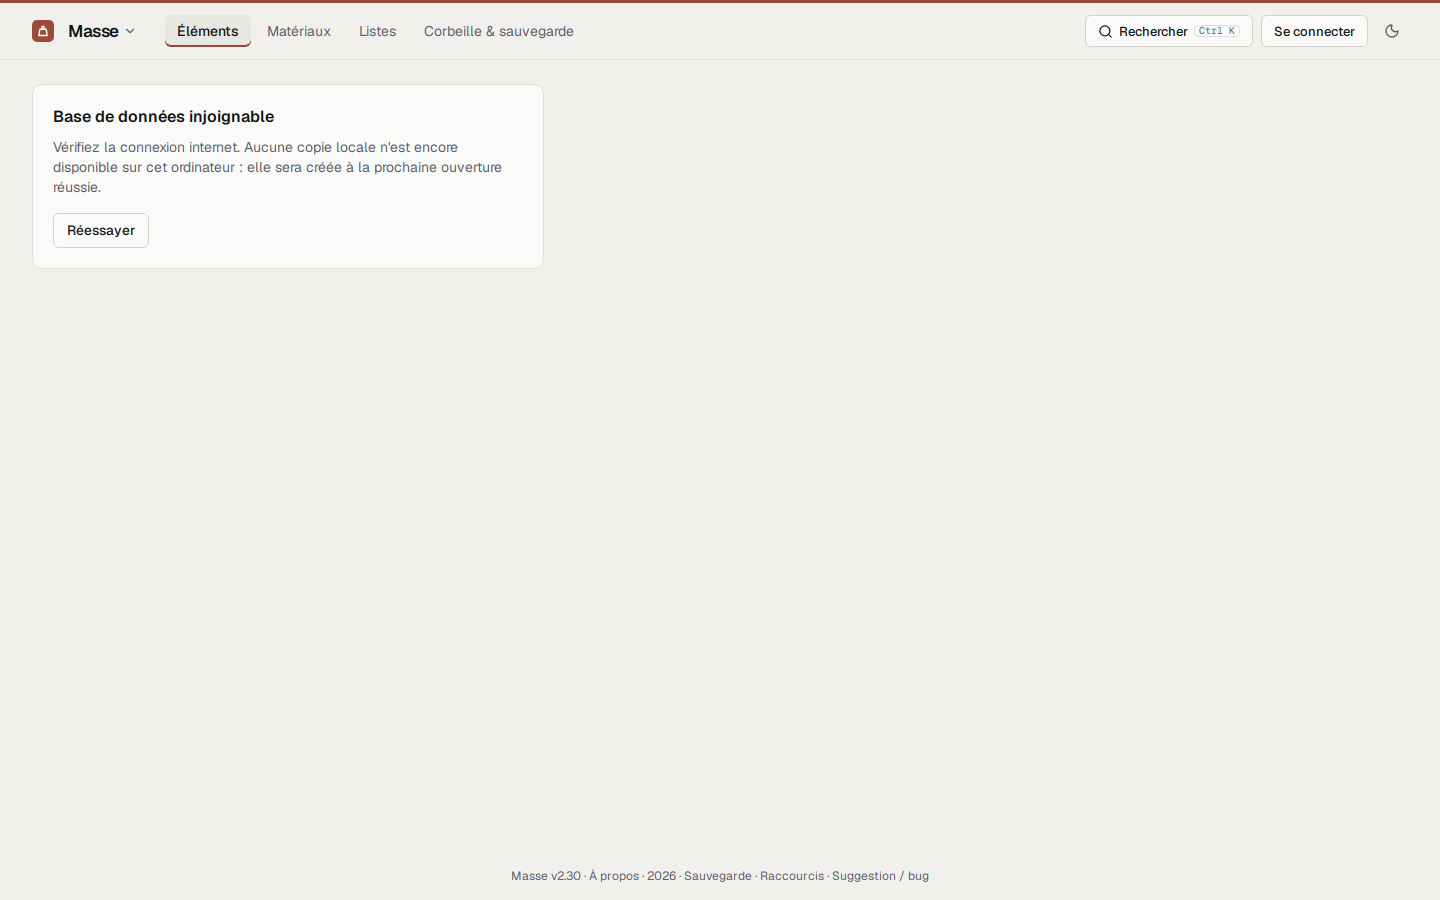 Masse
Éléments
Matériaux
Listes
Corbeille & sauvegarde
Rechercher Ctrl K
Se connecter
Base de données injoignable
Vérifiez la connexion internet. Aucune copie locale n'est encore
disponible sur cet ordinateur : elle sera créée à la prochaine ouverture
réussie.
Réessayer
Masse v2.30 · À propos · 2026 · Sauvegarde · Raccourcis · Suggestion / bug